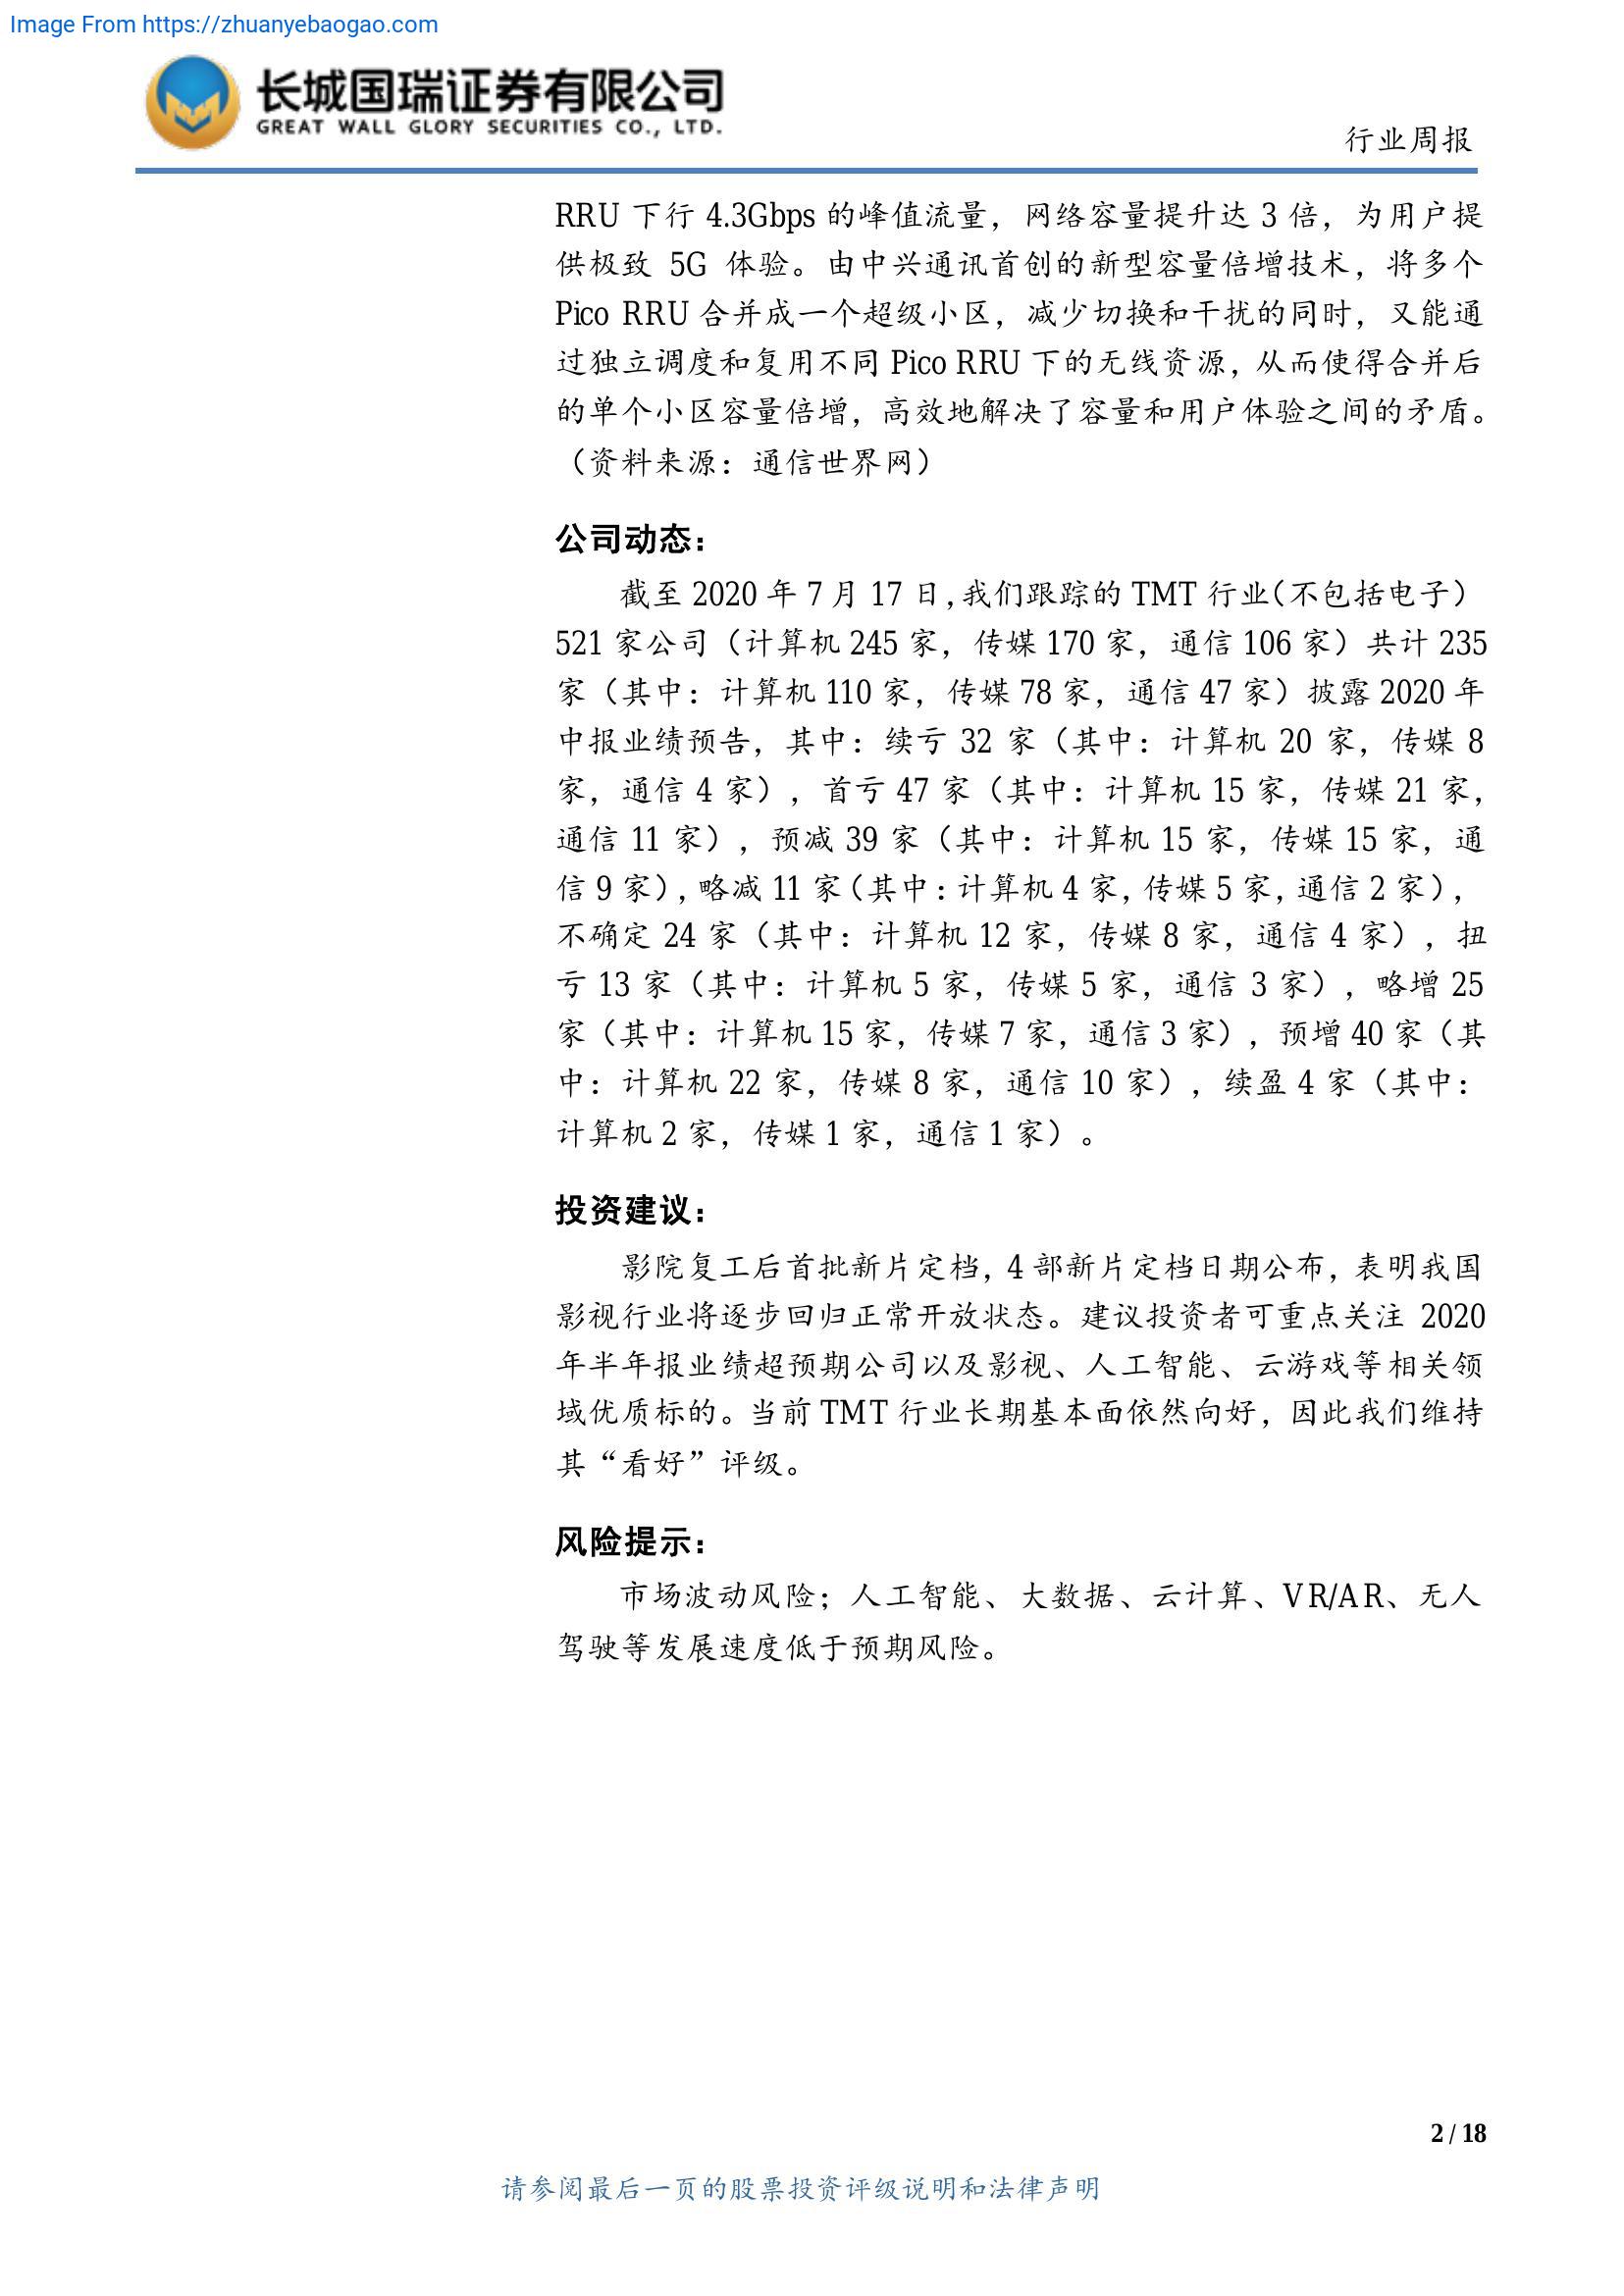 Image From https://zhuanyebaogao.com
长城国瑞证券有限公司
GREAT WALL GLORY SECURITIES CO., LTD.
行业周报
RRU 下行 4.3Gbps 的峰值流量，网络容量提升达 3 倍，为用户提
供极致 5G 体验。由中兴通讯首创的新型容量倍增技术，将多个
Pico RRU 合并成一个超级小区，减少切换和干扰的同时，又能通
过独立调度和复用不同 Pico RRU 下的无线资源，从而使得合并后
的单个小区容量倍增，高效地解决了容量和用户体验之间的矛盾。
（资料来源：通信世界网）
公司动态：
截至 2020 年 7 月 17 日，我们跟踪的 TMT 行业（不包括电子）
521 家公司（计算机 245 家，传媒 170 家，通信 106 家）共计 235
家（其中：计算机 110 家，传媒 78 家，通信 47 家）披露 2020 年
中报业绩预告，其中：续亏 32 家（其中：计算机 20 家，传媒 8
家，通信 4 家），首亏 47 家（其中：计算机 15 家，传媒 21 家，
通信 11 家），预减 39 家（其中：计算机 15 家，传媒 15 家，通
信 9 家），略减 11 家（其中：计算机 4 家，传媒 5 家，通信 2 家），
不确定 24 家（其中：计算机 12 家，传媒 8 家，通信 4 家），扭
亏 13 家（其中：计算机 5 家，传媒 5 家，通信 3 家），略增 25
家（其中：计算机 15 家，传媒 7 家，通信 3 家），预增 40 家（其
中：计算机 22 家，传媒 8 家，通信 10 家），续盈 4 家（其中：
计算机 2 家，传媒 1 家，通信 1 家）。
投资建议：
影院复工后首批新片定档，4 部新片定档日期公布，表明我国
影视行业将逐步回归正常开放状态。建议投资者可重点关注 2020
年半年报业绩超预期公司以及影视、人工智能、云游戏等相关领
域优质标的。当前 TMT 行业长期基本面依然向好，因此我们维持
其“看好”评级。
风险提示：
市场波动风险；人工智能、大数据、云计算、VR/AR、无人
驾驶等发展速度低于预期风险。
2 / 18
请参阅最后一页的股票投资评级说明和法律声明